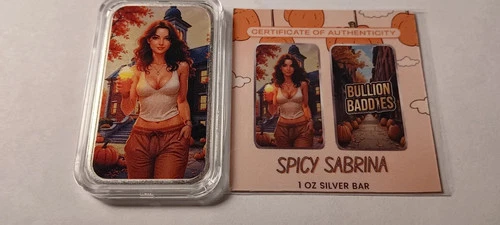 CERTIFICATE OF AUTHENTICITY
BULLION
BADDIES
SPICY SABRINA
1 OZ SILVER BAR